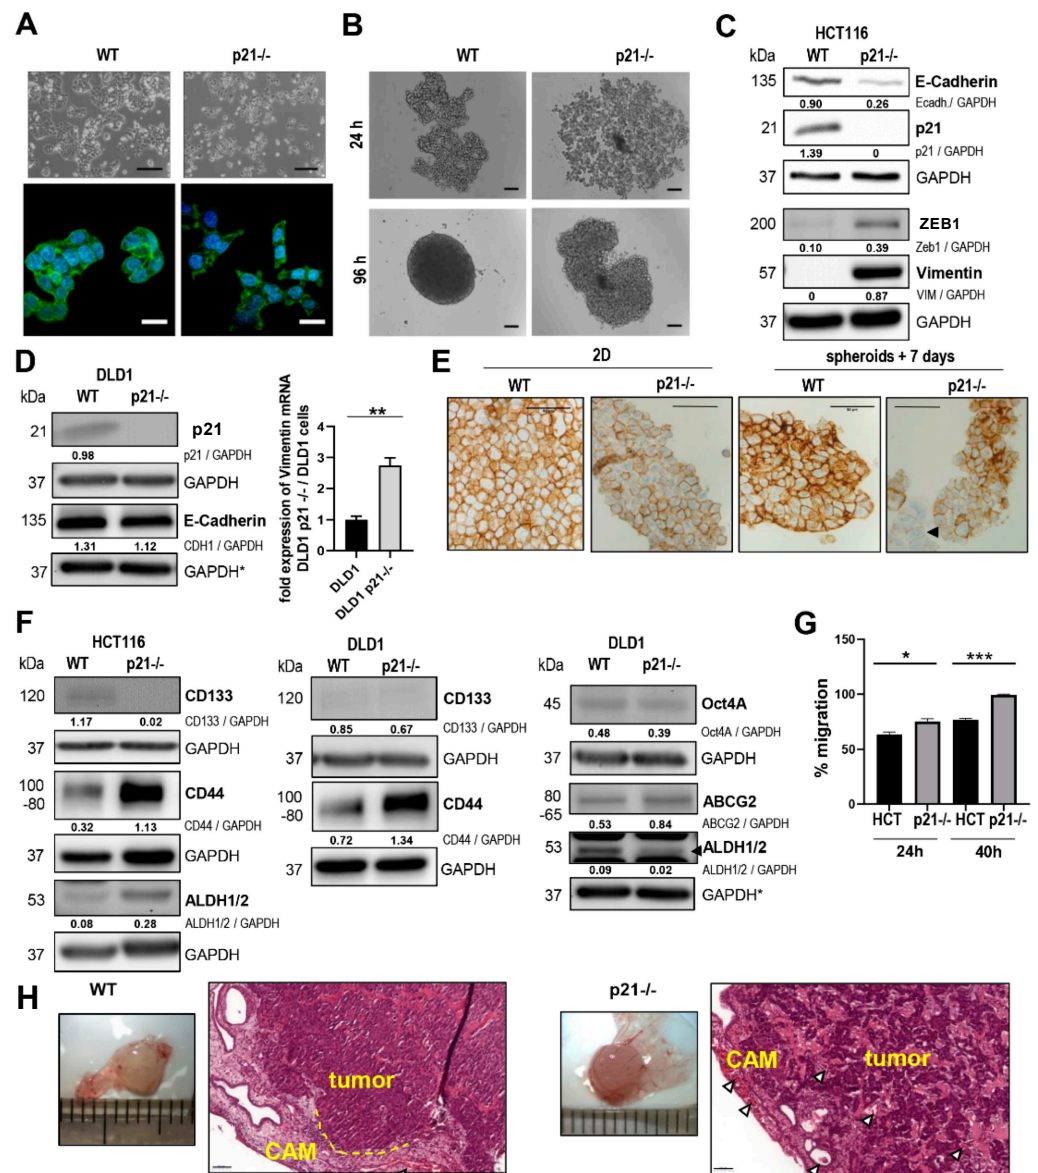 A
WT
p21-/-
B
WT
p21-/-
24 h
96 h
C
HCT116
kDa
WT
p21-/-
135
E-Cadherin
0.90
0.26
Ecadh./ GAPDH
21
p21
1.39
0
p21 / GAPDH
37
GAPDH
200
ZEB1
0.10
0.39
Zeb1 / GAPDH
57
Vimentin
0
0.87
VIM / GAPDH
37
GAPDH
D
DLD1
kDa
WT
p21-/-
21
p21
0.98
p21 / GAPDH
37
GAPDH
135
E-Cadherin
1.31
1.12
CDH1 / GAPDH
37
GAPDH*
fold expression of Vimentin mRNA
DLD1 p21 -/- / DLD1 cells
4
3
2
1
0
**
DLD1
DLD1 p21-/-
E
2D
spheroids + 7 days
WT
p21-/-
WT
p21-/-
F
HCT116
kDa
WT
p21-/-
120
CD133
1.17
0.02
CD133 / GAPDH
37
GAPDH
100
-80
CD44
0.32
1.13
CD44 / GAPDH
37
GAPDH
53
ALDH1/2
0.08
0.28
ALDH1/2 / GAPDH
37
GAPDH
DLD1
kDa
WT
p21-/-
120
CD133
0.85
0.67
CD133 / GAPDH
37
GAPDH
100
-80
CD44
0.72
1.34
CD44 / GAPDH
37
GAPDH
DLD1
kDa
WT
p21-/-
45
Oct4A
0.48
0.39
Oct4A / GAPDH
37
GAPDH
80
-65
ABCG2
0.53
0.84
ABCG2 / GAPDH
53
ALDH1/2
0.09
0.02
ALDH1/2 / GAPDH
37
GAPDH*
G
% migration
150
100
50
0
*
***
HCT
p21-/-
HCT
p21-/-
24h
40h
H
WT
tumor
CAM
p21-/-
CAM
tumor